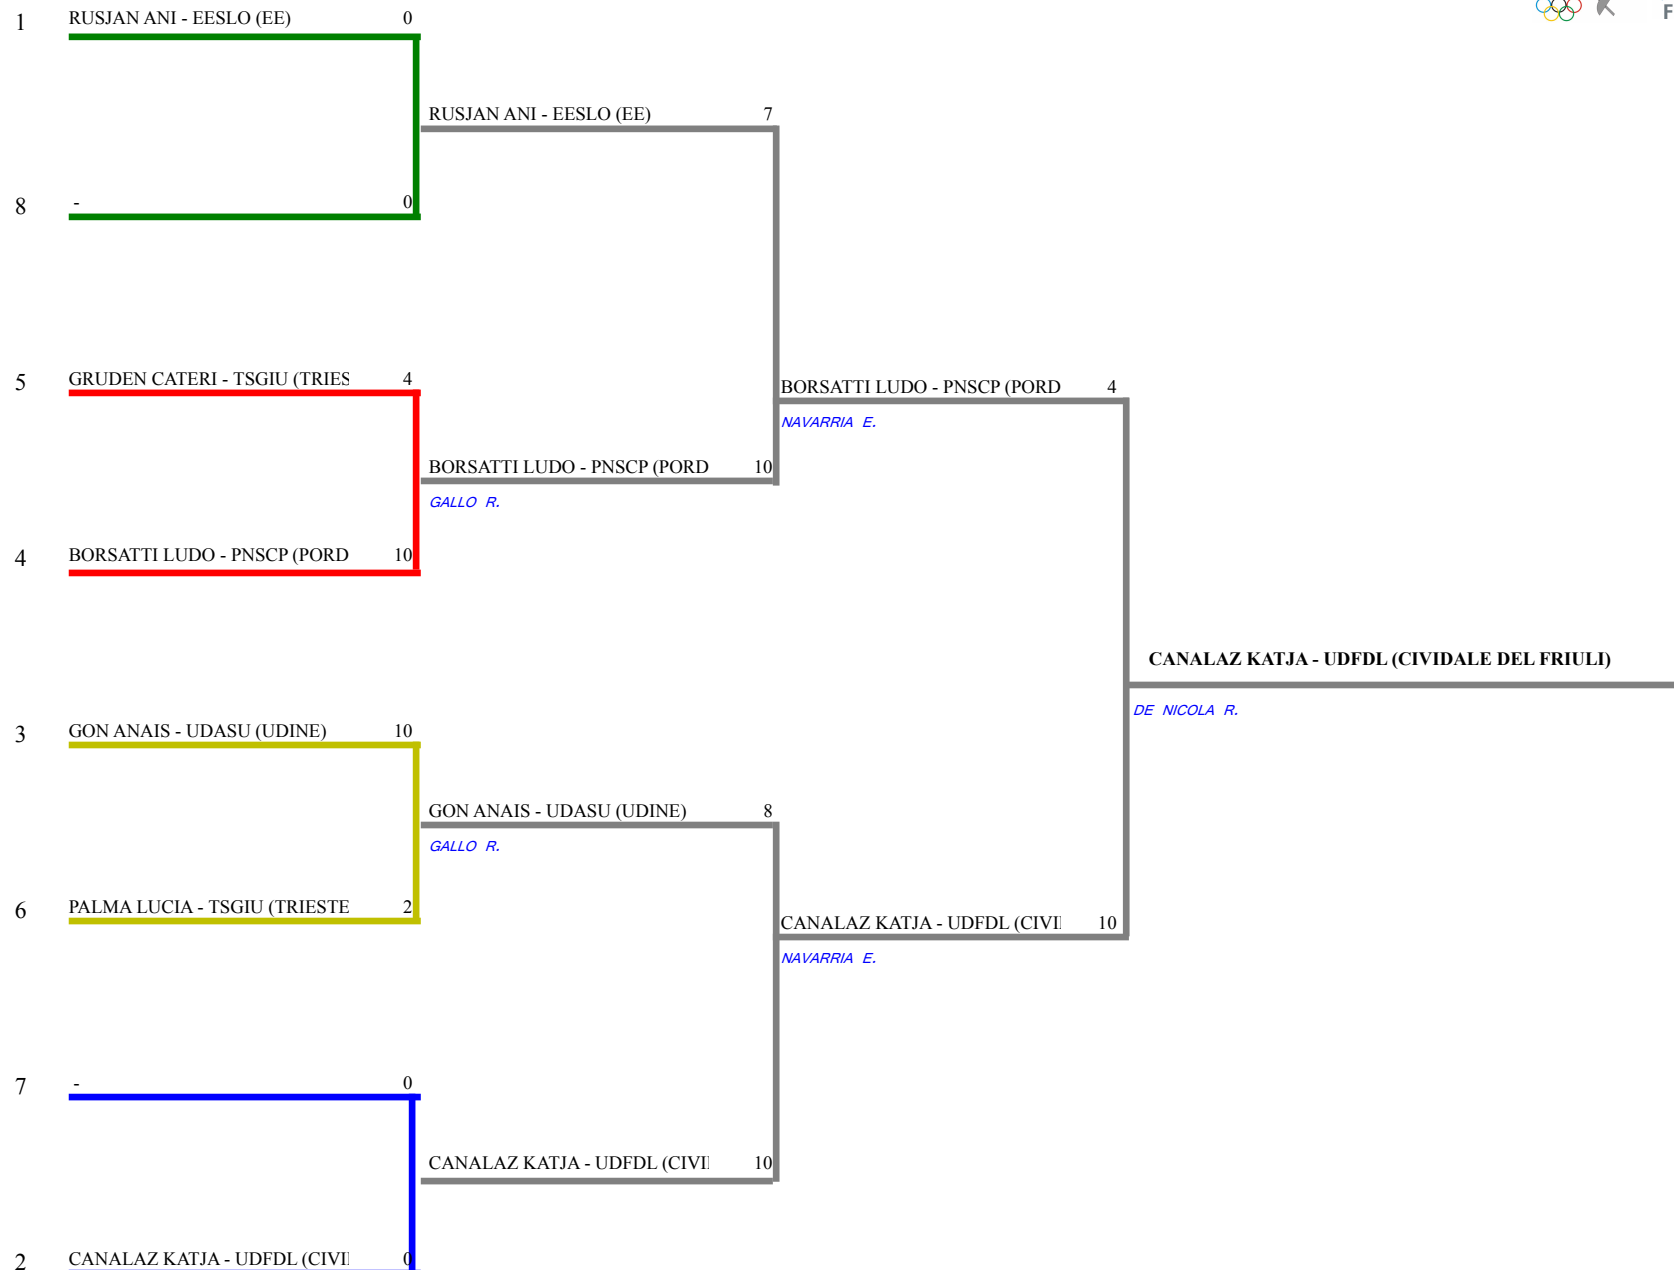 1 RUSJAN ANI - EESLO (EE) 0
F
RUSJAN ANI - EESLO (EE) 7
8 - 0
5 GRUDEN CATERI - TSGIU (TRIES 4
BORSATTI LUDO - PNSCP (PORD 4
NAVARRIA E.
BORSATTI LUDO - PNSCP (PORD 10
GALLO R.
4 BORSATTI LUDO - PNSCP (PORD 10
CANALAZ KATJA - UDFDL (CIVIDALE DEL FRIULI)
DE NICOLA R.
3 GON ANAIS - UDASU (UDINE) 10
GON ANAIS - UDASU (UDINE) 8
GALLO R.
6 PALMA LUCIA - TSGIU (TRIESTE 2
CANALAZ KATJA - UDFDL (CIVI 10
NAVARRIA E.
7 - 0
CANALAZ KATJA - UDFDL (CIVI 10
2 CANALAZ KATJA - UDFDL (CIVI 0